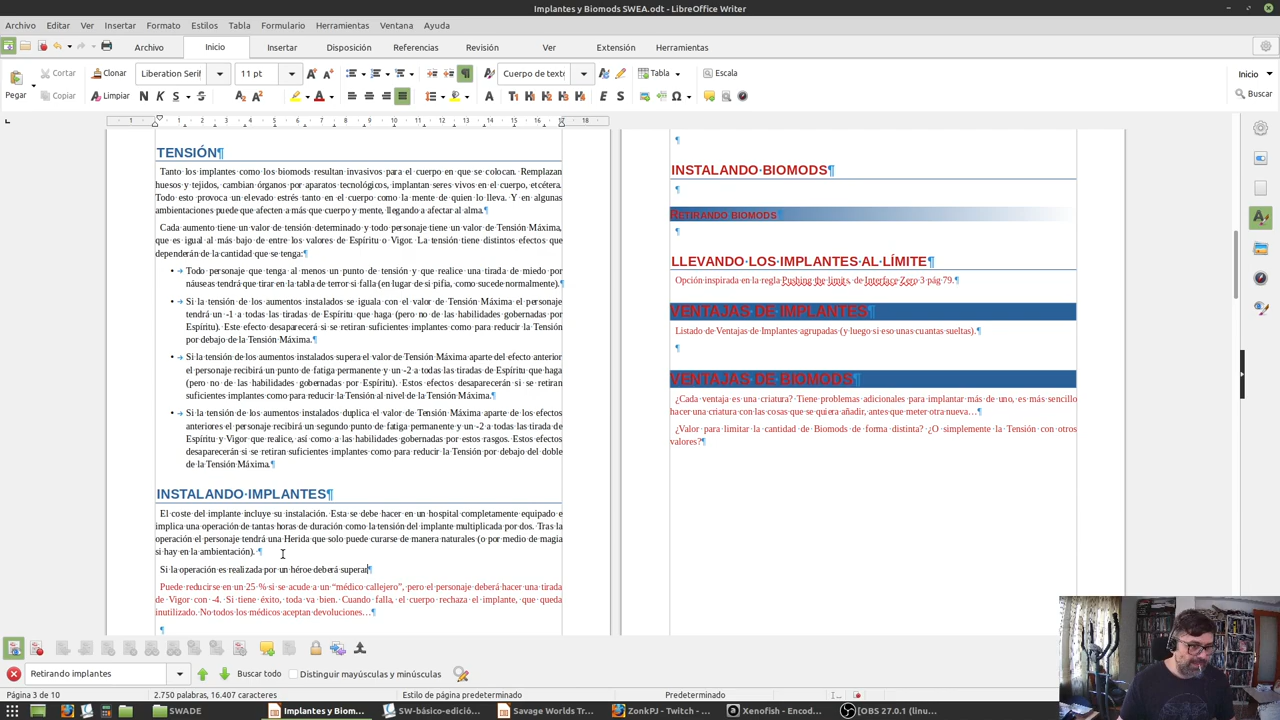 Implantes y Biomods SWEA.odt - LibreOffice Writer
Archivo Editar Ver Insertar Formato Estilos Tabla Formulario Herramientas Ventana Ayuda
Archivo Inicio Insertar Disposición Referencias Revisión Ver Extensión Herramientas
Cortar Clonar Liberation Serif 11 pt Cuerpo de texto Tabla Escala Inicio
Pegar Copiar Limpiar Buscar
TENSIÓN¶
Tanto los implantes como los biomods resultan invasivos para el cuerpo en que se colocan. Remplazan
huesos y tejidos, cambian órganos por aparatos tecnológicos, implantan seres vivos en el cuerpo, etcétera.
Todo esto provoca un elevado estrés tanto en el cuerpo como la mente de quien lo lleva. Y en algunas
ambientaciones puede que afecten a más que cuerpo y mente, llegando a afectar al alma.¶
Cada aumento tiene un valor de tensión determinado y todo personaje tiene un valor de Tensión Máxima,
que es igual al más bajo de entre los valores de Espíritu o Vigor. La tensión tiene distintos efectos que
dependerán de la cantidad que se tenga:¶
• Todo personaje que tenga al menos un punto de tensión y que realice una tirada de miedo por
náuseas tendrá que tirar en la tabla de terror si falla (en lugar de si pifia, como sucede normalmente).¶
• Si la tensión de los aumentos instalados se iguala con el valor de Tensión Máxima el personaje
tendrá un -1 a todas las tiradas de Espíritu que haga (pero no de las habilidades gobernadas por
Espíritu). Este efecto desaparecerá si se retiran suficientes implantes como para reducir la Tensión
por debajo de la Tensión Máxima.¶
• Si la tensión de los aumentos instalados supera el valor de Tensión Máxima aparte del efecto anterior
el personaje recibirá un punto de fatiga permanente y un -2 a todas las tiradas de Espíritu que haga
(pero no de las habilidades gobernadas por Espíritu). Estos efectos desaparecerán si se retiran
suficientes implantes como para reducir la Tensión al nivel de la Tensión Máxima.¶
• Si la tensión de los aumentos instalados duplica el valor de Tensión Máxima aparte de los efectos
anteriores el personaje recibirá un segundo punto de fatiga permanente y un -2 a todas las tirada de
Espíritu y Vigor que realice, así como a las habilidades gobernadas por estos rasgos. Estos efectos
desaparecerán si se retiran suficientes implantes como para reducir la Tensión por debajo del doble
de la Tensión Máxima.¶
INSTALANDO IMPLANTES¶
El coste del implante incluye su instalación. Esta se debe hacer en un hospital completamente equipado e
implica una operación de tantas horas de duración como la tensión del implante multiplicada por dos. Tras la
operación el personaje tendrá una Herida que solo puede curarse de manera naturales (o por medio de magia
si hay en la ambientación). ¶
Si la operación es realizada por un héroe deberá superar¶
Puede reducirse en un 25 % si se acude a un “médico callejero”, pero el personaje deberá hacer una tirada
de Vigor con -4. Si tiene éxito, toda va bien. Cuando falla, el cuerpo rechaza el implante, que queda
inutilizado. No todos los médicos aceptan devoluciones…¶
¶
¶
INSTALANDO BIOMODS¶
¶
RETIRANDO BIOMODS¶
¶
LLEVANDO LOS IMPLANTES AL LÍMITE¶
Opción inspirada en la regla Pushing the limits, de Interface Zero 3 pág 79.¶
VENTAJAS DE IMPLANTES¶
Listado de Ventajas de Implantes agrupadas (y luego si eso unas cuantas sueltas).¶
¶
VENTAJAS DE BIOMODS¶
¿Cada ventaja es una criatura? Tiene problemas adicionales para implantar más de uno, es más sencillo
hacer una criatura con las cosas que se quiera añadir, antes que meter otra nueva…¶
¿Valor para limitar la cantidad de Biomods de forma distinta? ¿O simplemente la Tensión con otros
valores?¶
Retirando implantes Buscar todo Distinguir mayúsculas y minúsculas
Página 3 de 10 2.750 palabras, 16.407 caracteres Estilo de página predeterminado Predeterminado
SWADE Implantes y Biom... SW-básico-edició... Savage Worlds Tr... ZonkPJ - Twitch - ... Xenofish - Encod... [OBS 27.0.1 (linu...